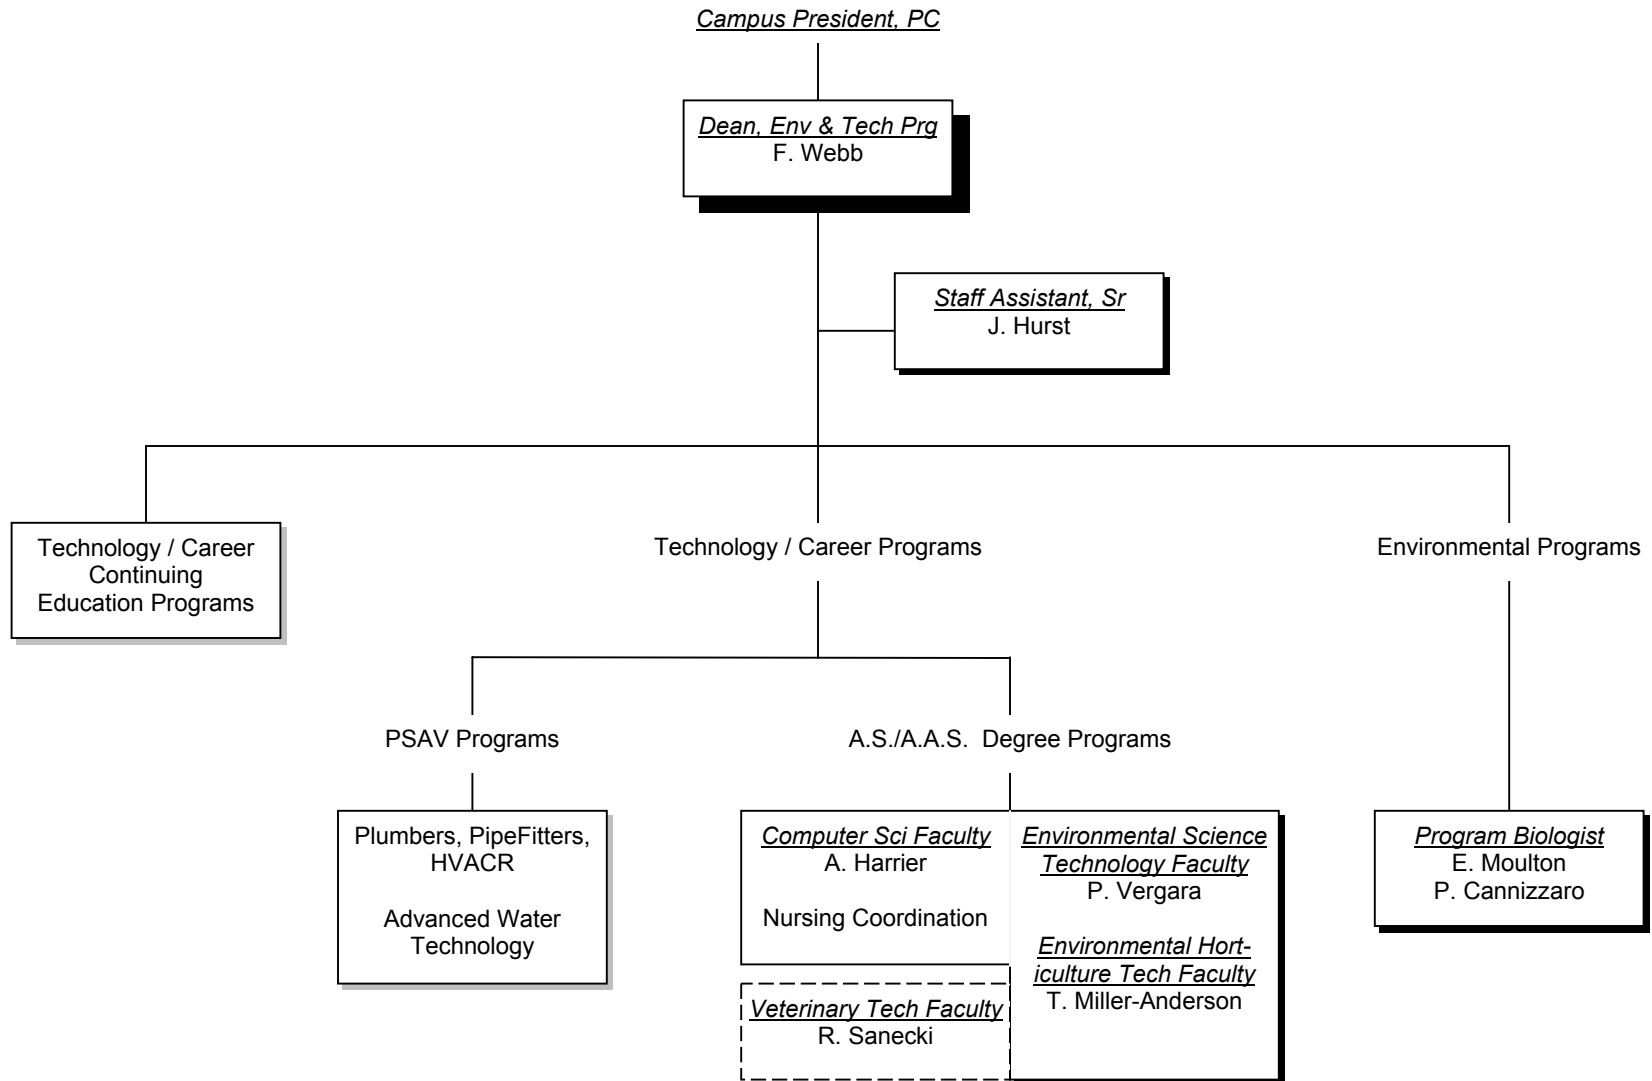 Campus President, PC
Dean, Env & Tech Prg
F. Webb
Staff Assistant, Sr
J. Hurst
Technology / Career
Continuing
Education Programs
Technology / Career Programs
Environmental Programs
PSAV Programs
A.S./A.A.S. Degree Programs
Plumbers, PipeFitters,
HVACR
Advanced Water
Technology
Computer Sci Faculty
A. Harrier
Nursing Coordination
Veterinary Tech Faculty
R. Sanecki
Environmental Science
Technology Faculty
P. Vergara
Environmental Hort-
iculture Tech Faculty
T. Miller-Anderson
Program Biologist
E. Moulton
P. Cannizzaro